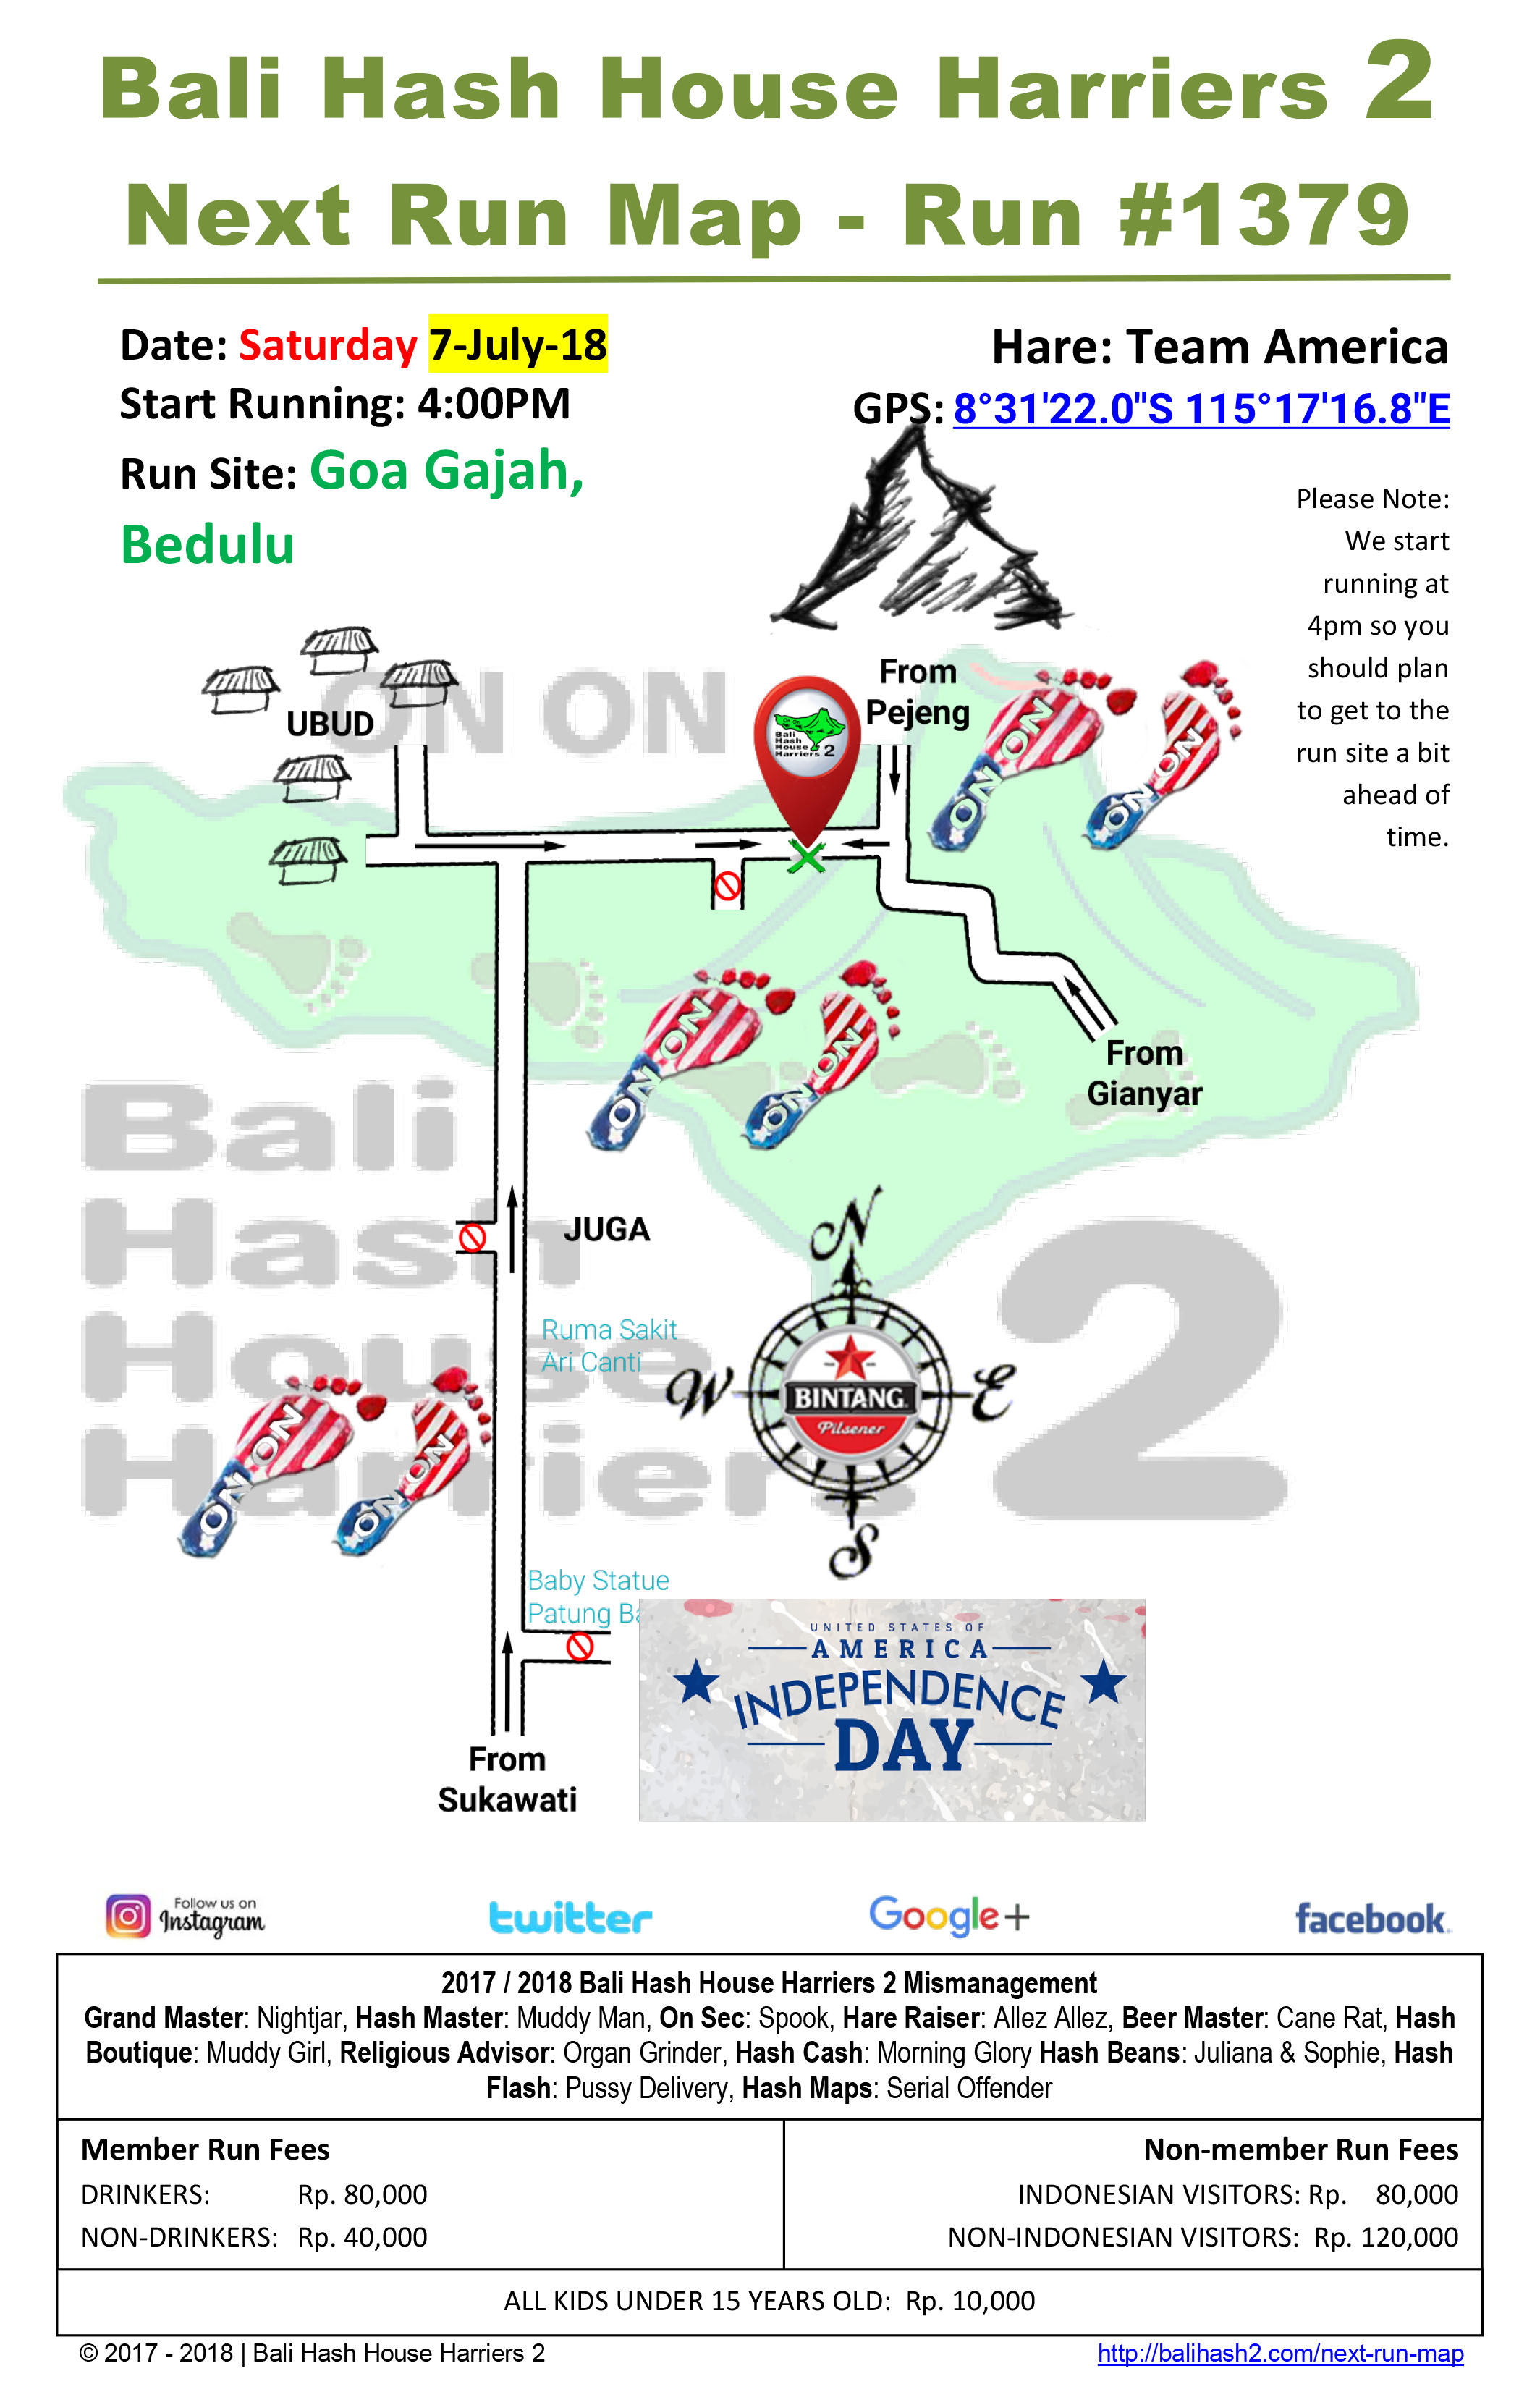 Bali Hash House Harriers 2
Next Run Map - Run #1379
Date: Saturday 7-July-18
Start Running: 4:00PM
Run Site: Goa Gajah,
Bedulu
Hare: Team America
GPS: 8°31'22.0"S 115°17'16.8"E
Please Note:
We start
running at
4pm so you
should plan
to get to the
run site a bit
ahead of
time.
ON ON
UBUD
Bali
Hash
House
Harriers 2
From
Pejeng
ON ON
ON ON
ON ON
ON ON
From
Gianyar
Bali
Hash
House
Harriers 2
JUGA
Ruma Sakit
Ari Canti
N
W
E
S
BINTANG
Pilsener
ON ON
ON ON
Baby Statue
Patung
From
Sukawati
UNITED STATES OF
AMERICA
INDEPENDENCE
DAY
Follow us on
Instagram
twitter
Google+
facebook
2017 / 2018 Bali Hash House Harriers 2 Mismanagement
Grand Master: Nightjar, Hash Master: Muddy Man, On Sec: Spook, Hare Raiser: Allez Allez, Beer Master: Cane Rat, Hash
Boutique: Muddy Girl, Religious Advisor: Organ Grinder, Hash Cash: Morning Glory Hash Beans: Juliana & Sophie, Hash
Flash: Pussy Delivery, Hash Maps: Serial Offender
Member Run Fees
DRINKERS: Rp. 80,000
NON-DRINKERS: Rp. 40,000
Non-member Run Fees
INDONESIAN VISITORS: Rp. 80,000
NON-INDONESIAN VISITORS: Rp. 120,000
ALL KIDS UNDER 15 YEARS OLD: Rp. 10,000
© 2017 - 2018 | Bali Hash House Harriers 2
http://balihash2.com/next-run-map